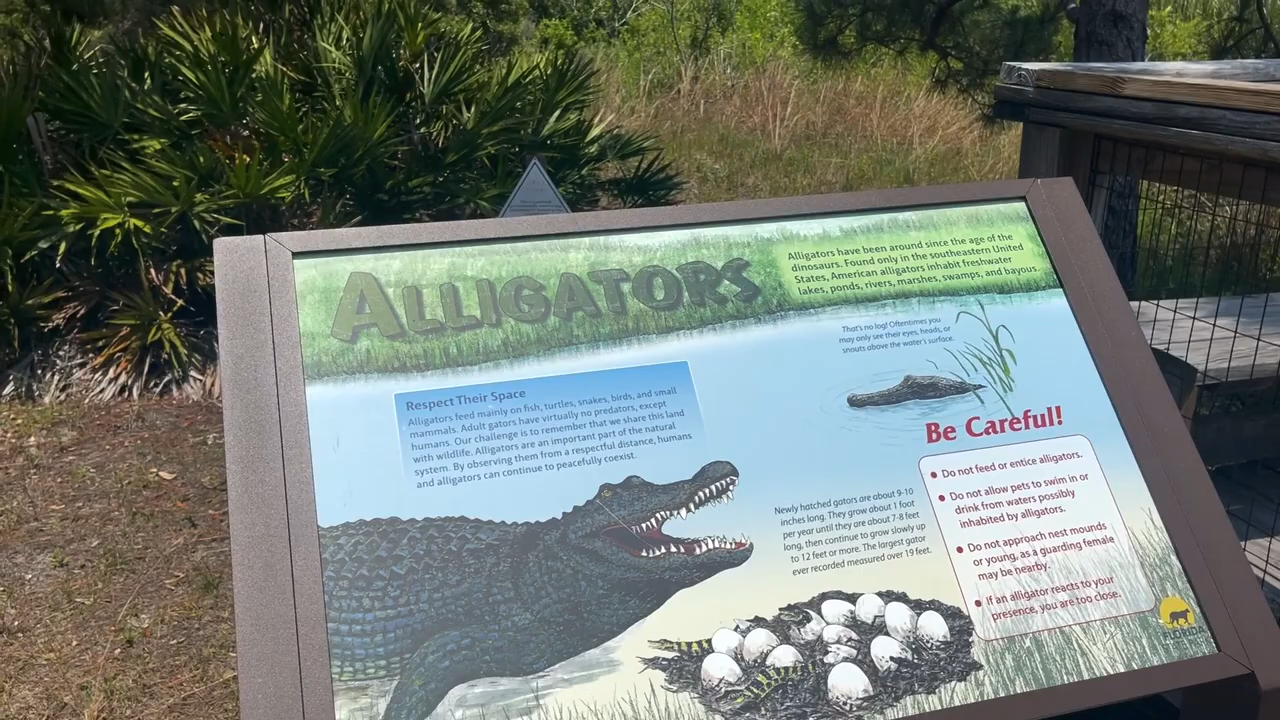 ALLIGATORS
Alligators have been around since the age of the
dinosaurs. Found only in the southeastern United
States, American alligators inhabit freshwater
lakes, ponds, rivers, marshes, swamps, and bayous.
That's no log! Oftentimes you
may only see their eyes, heads, or
snouts above the water's surface.
Respect Their Space
Alligators feed mainly on fish, turtles, snakes, birds, and small
mammals. Adult gators have virtually no predators, except
humans. Our challenge is to remember that we share this land
with wildlife. Alligators are an important part of the natural
system. By observing them from a respectful distance, humans
and alligators can continue to peacefully coexist.
Newly hatched gators are about 9-10
inches long. They grow about 1 foot
per year until they are about 7-8 feet
long, then continue to grow slowly up
to 12 feet or more. The largest gator
ever recorded measured over 19 feet.
Be Careful!
• Do not feed or entice alligators.
• Do not allow pets to swim in or
drink from waters possibly
inhabited by alligators.
• Do not approach nest mounds
or young, as a guarding female
may be nearby.
• If an alligator reacts to your
presence, you are too close.
FLORIDA